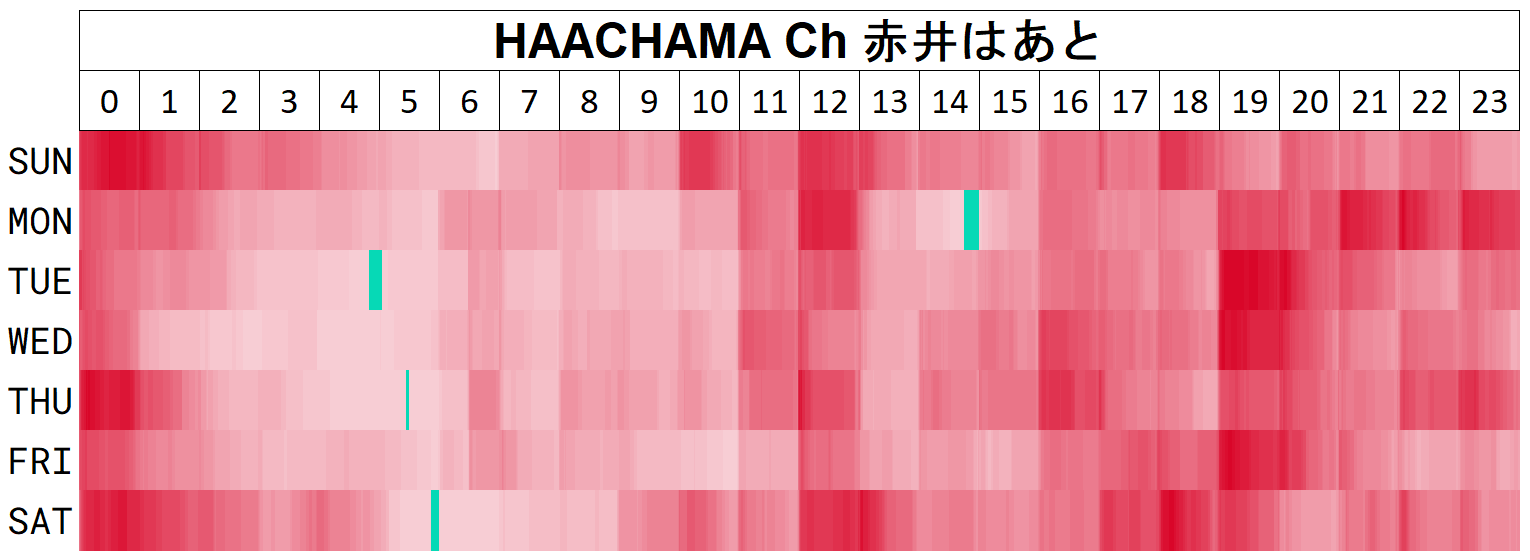 HAACHAMA Ch 赤井はあと
0 1 2 3 4 5 6 7 8 9 10 11 12 13 14 15 16 17 18 19 20 21 22 23
SUN
MON
TUE
WED
THU
FRI
SAT